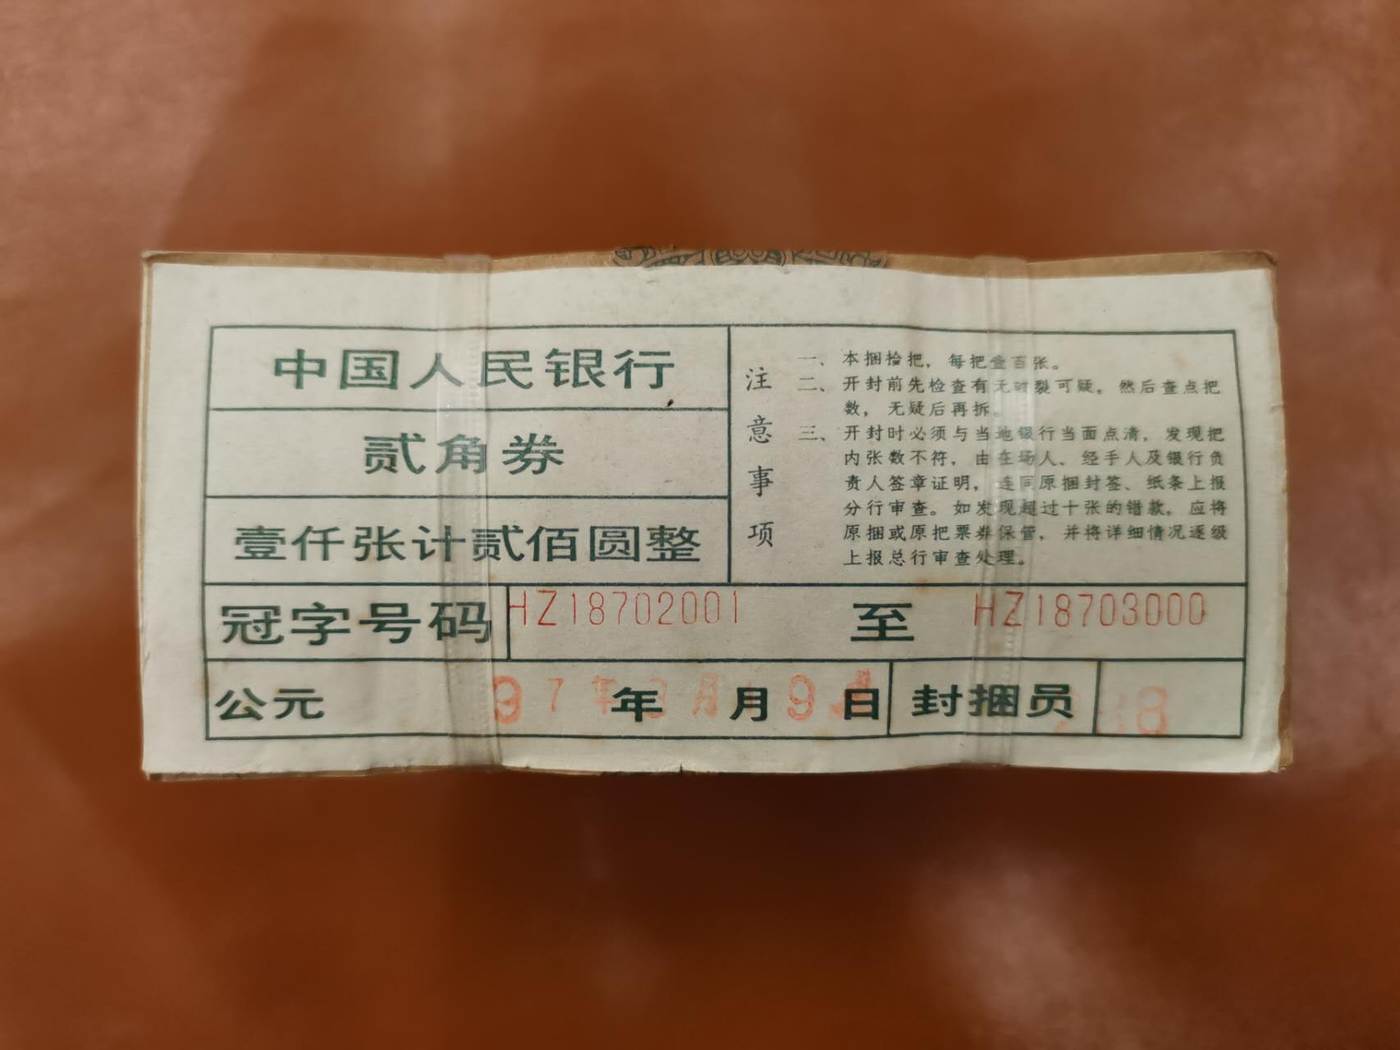 中国人民银行
贰角券
壹仟张计贰佰圆整
注意事项
一、本捆拾把，每把壹百张。
二、开封前先检查有无破裂可疑，然后查点把
数，无疑后再拆。
三、开封时必须与当地银行当面点清，发现把
内张数不符，由在场人、经手人及银行负
责人签章证明，连同原捆封签、纸条上报
分行审查。如发现超过十张的错款，应将
原捆或原把票券保管，并将详细情况逐级
上报总行审查处理。
冠字号码 HZ18702001 至 HZ18703000
公元 97年 年 月 月 9 日 封捆员